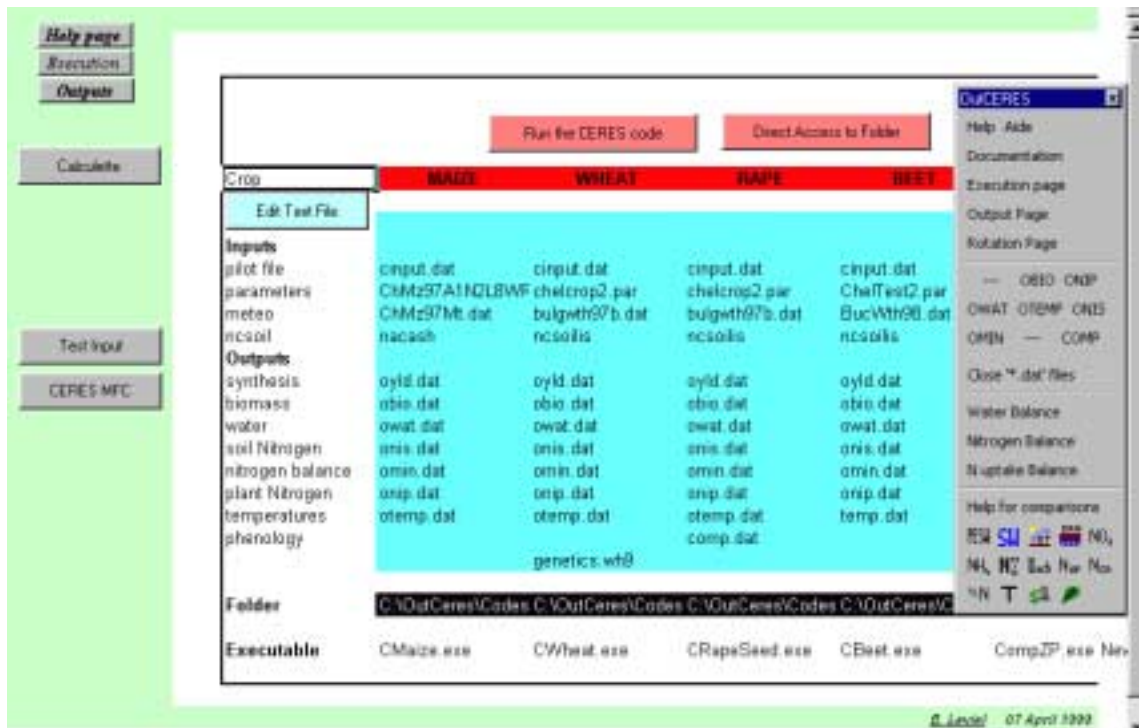 Help page
Execution
Outputs
Calculette
Test Input
CERES MFC
Run the CERES code Direct Access to Folder
Crop MAIZE WHEAT RAPE BEET
Edit Text File
Inputs
pilot file cinput.dat cinput.dat cinput.dat cinput.dat
parameters ChMz97A1N2L8WF chelcrop2.par chelcrop2.par ChelTest2.par
meteo ChMz97Mt.dat bulgwth97b.dat bulgwth97b.dat BucWth98.dat
ncsoil nacash ncsoilis ncsoilis ncsoilis
Outputs
synthesis oyld.dat oyld.dat oyld.dat oyld.dat
biomass obio.dat obio.dat obio.dat obio.dat
water owat.dat owat.dat owat.dat owat.dat
soil Nitrogen onis.dat onis.dat onis.dat onis.dat
nitrogen balance omin.dat omin.dat omin.dat omin.dat
plant Nitrogen onip.dat onip.dat onip.dat onip.dat
temperatures otemp.dat otemp.dat otemp.dat temp.dat
phenology comp.dat
genetics.wh9
Folder C:\OutCeres\Codes C:\OutCeres\Codes C:\OutCeres\Codes C:\OutCeres\C
Executable CMaize.exe CWheat.exe CRapeSeed.exe CBeet.exe CompZP.exe New
OutCERES
Help Aide
Documentation
Execution page
Output Page
Rotation Page
--- OBIO ONIP
OWAT OTEMP ONIS
OMIN --- COMP
Close "*.dat" files
Water Balance
Nitrogen Balance
N uptake Balance
Help for comparisons
SW NO₃
NH₄
T
07 April 1999